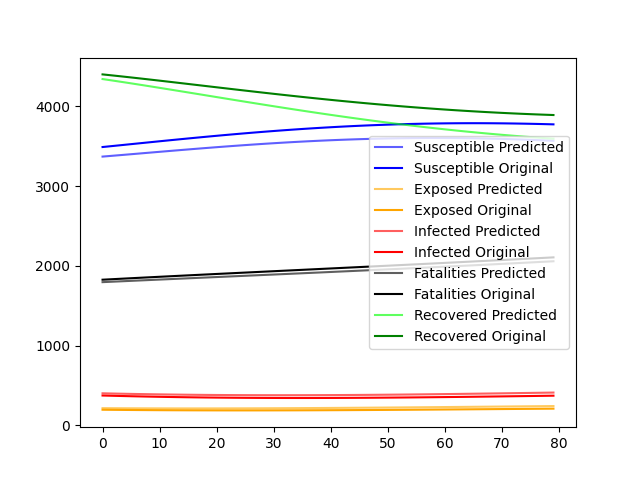 4000
3000
2000
1000
0
Susceptible Predicted
Susceptible Original
Exposed Predicted
Exposed Original
Infected Predicted
Infected Original
Fatalities Predicted
Fatalities Original
Recovered Predicted
Recovered Original
0 10 20 30 40 50 60 70 80